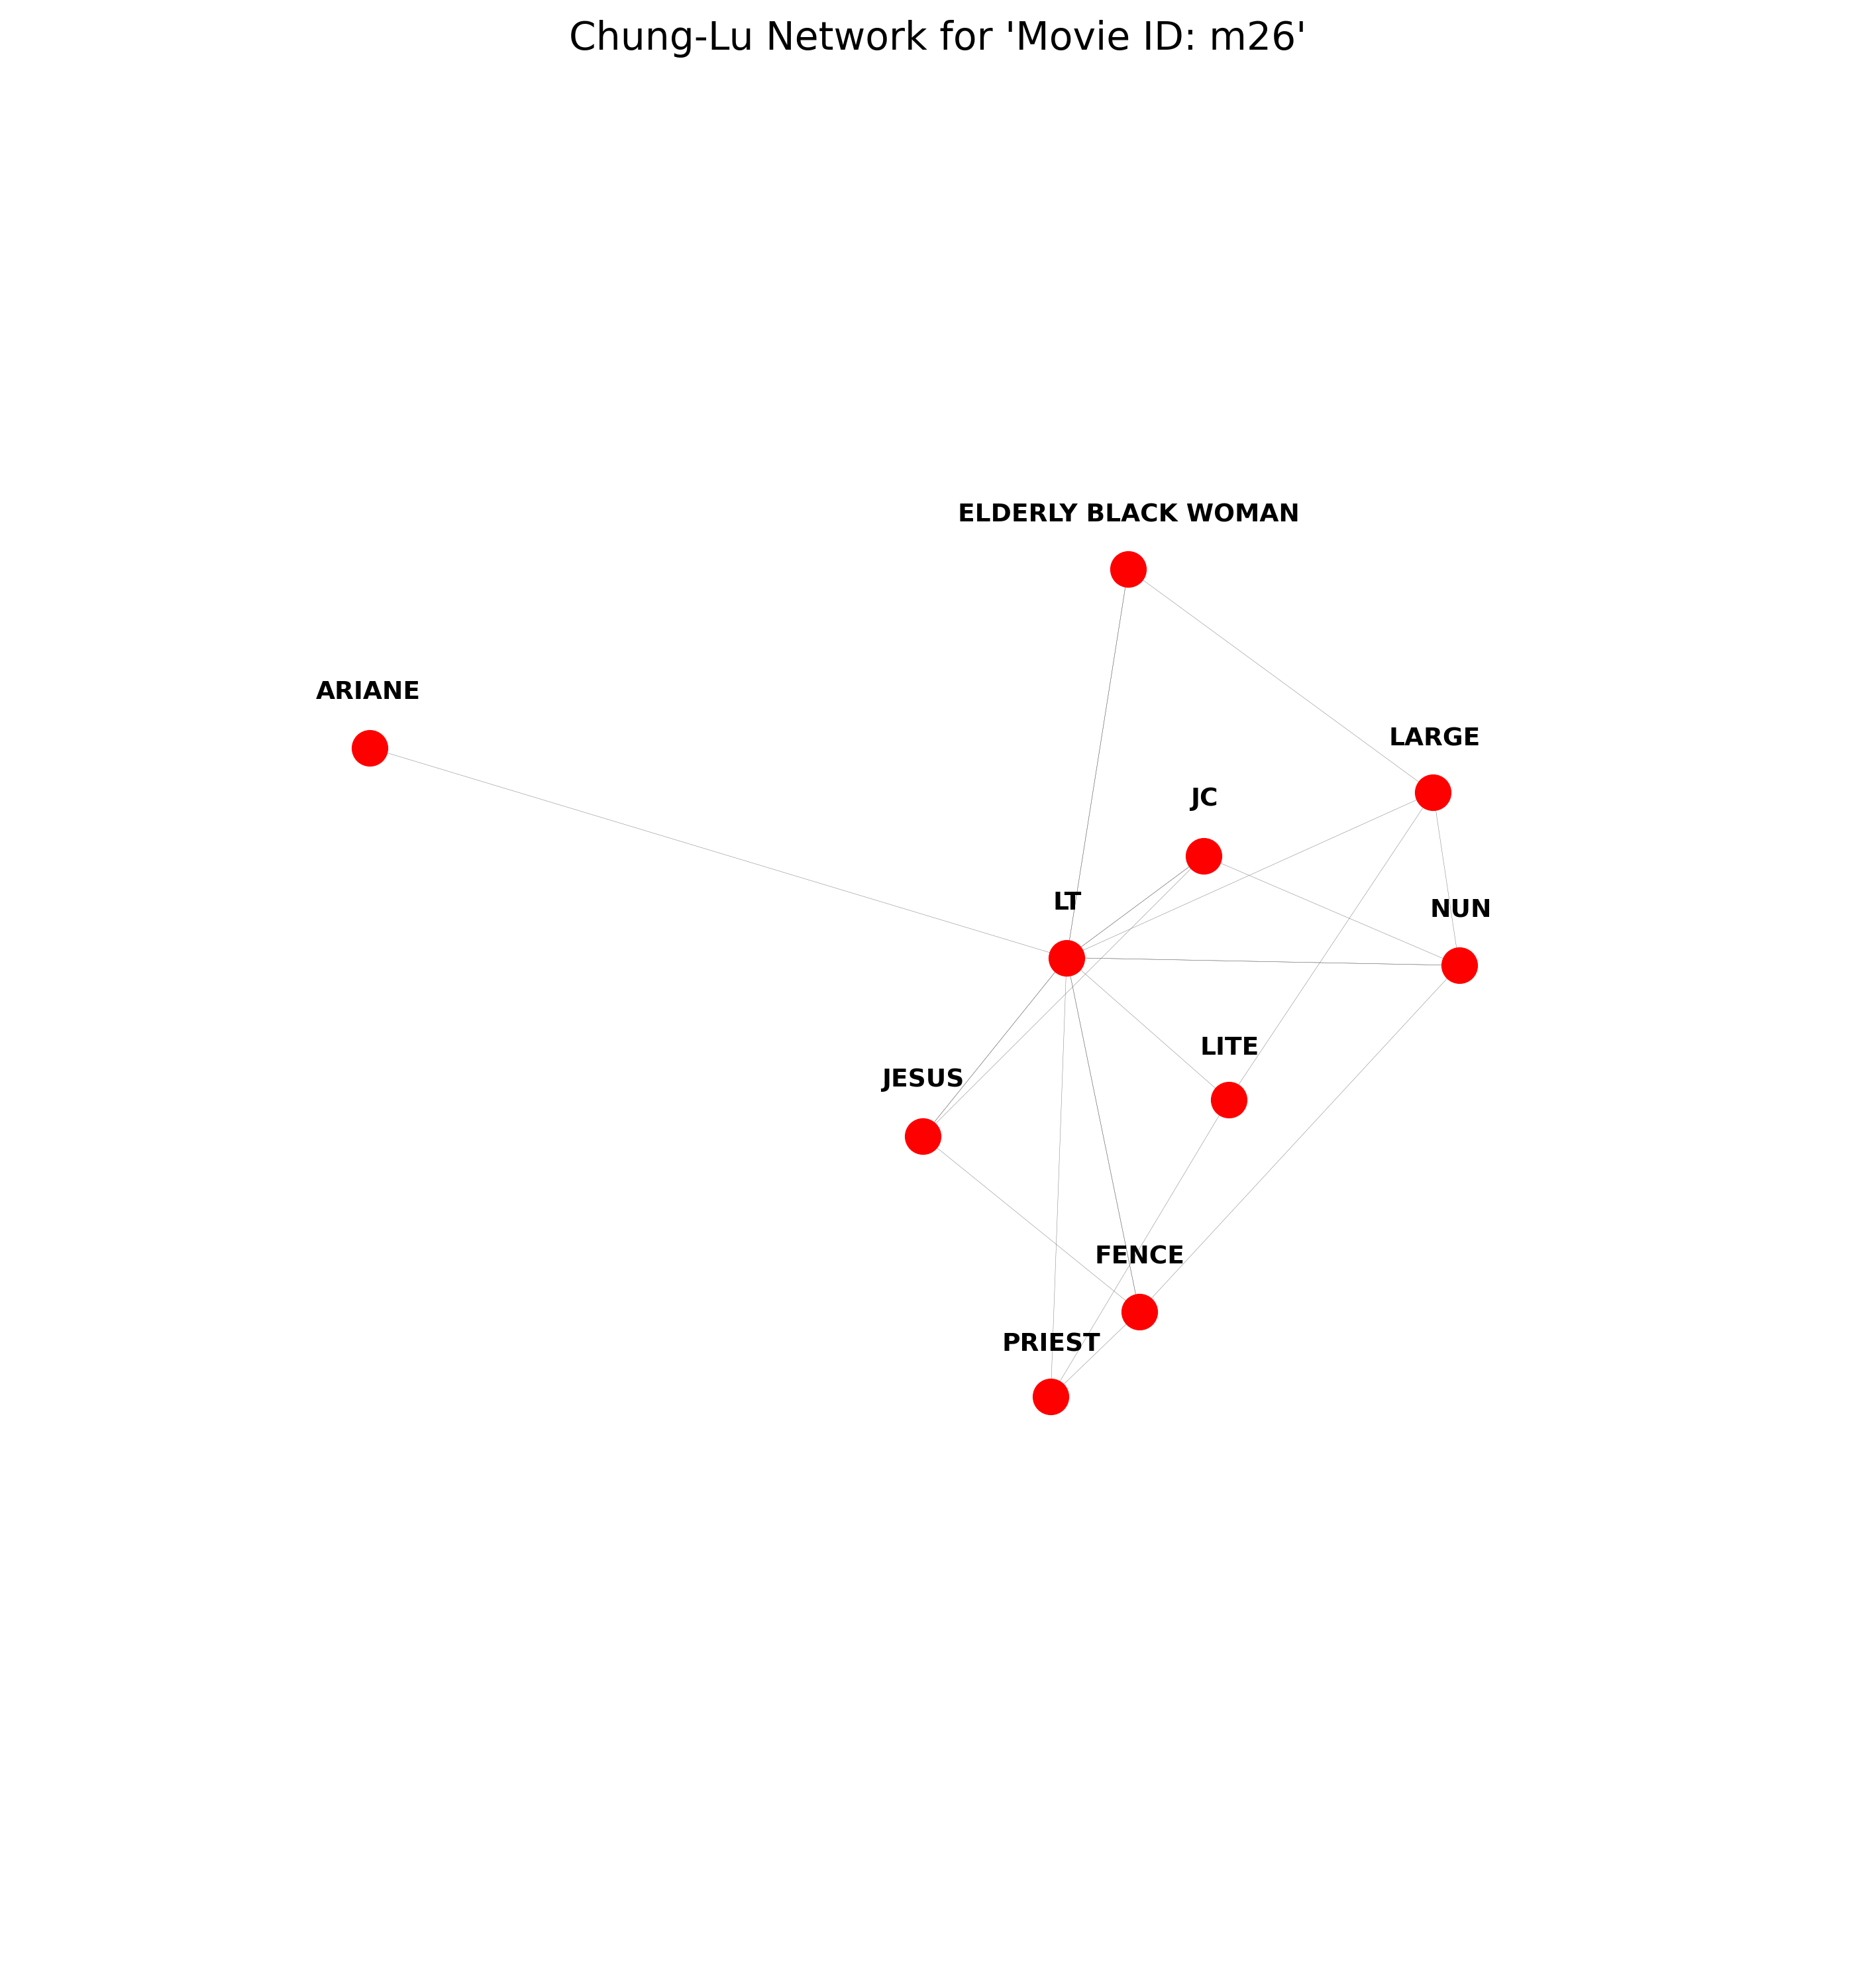 Chung-Lu Network for 'Movie ID: m26'
ELDERLY BLACK WOMAN
ARIANE
LARGE
JC
LT
NUN
LITE
JESUS
FENCE
PRIEST